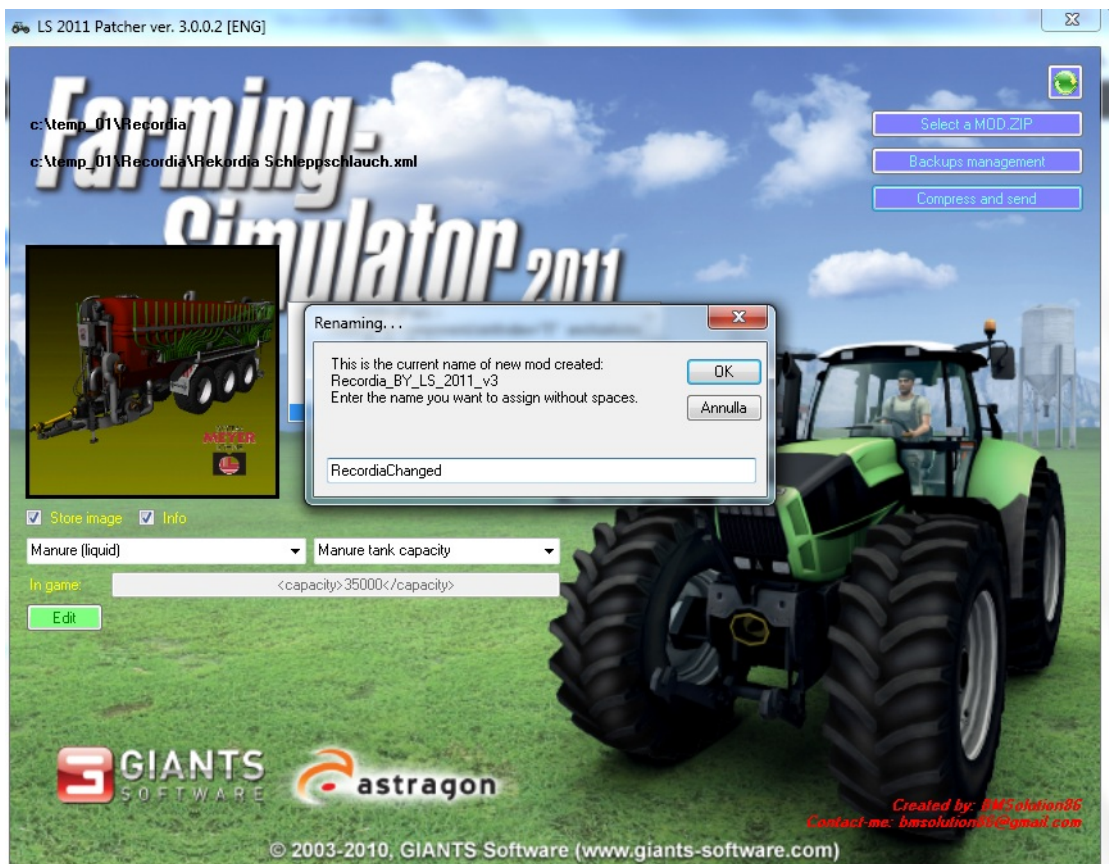 LS 2011 Patcher ver. 3.0.0.2 [ENG]
Farming-
Simulator 2011
c:\temp_01\Recordia
c:\temp_01\Recordia\Rekordia Schleppschlauch.xml
Select a MOD.ZIP
Backups management
Compress and send
Renaming...
This is the current name of new mod created:
Recordia_BY_LS_2011_v3
Enter the name you want to assign without spaces.
OK
Annulla
RecordiaChanged
MEYER
Store image
Info
Manure (liquid)
Manure tank capacity
In game:
<capacity>35000</capacity>
Edit
GIANTS
SOFTWARE
astragon
Created by: BMSolution86
Contact-me: bmsolution86@gmail.com
© 2003-2010, GIANTS Software (www.giants-software.com)